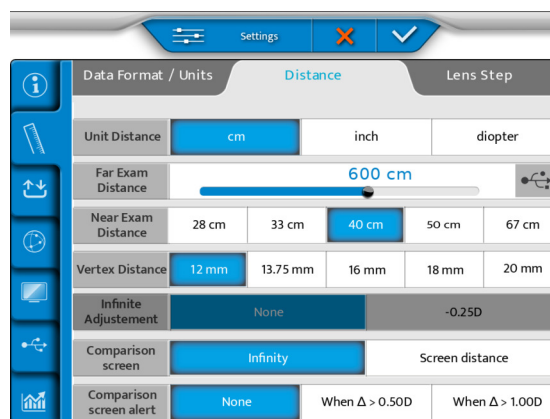 Settings
Data Format / Units Distance Lens Step
Unit Distance cm inch diopter
Far Exam Distance 600 cm
Near Exam Distance 28 cm 33 cm 40 cm 50 cm 67 cm
Vertex Distance 12 mm 13.75 mm 16 mm 18 mm 20 mm
Infinite Adjustement None -0.25D
Comparison screen Infinity Screen distance
Comparison screen alert None When Δ > 0.50D When Δ > 1.00D